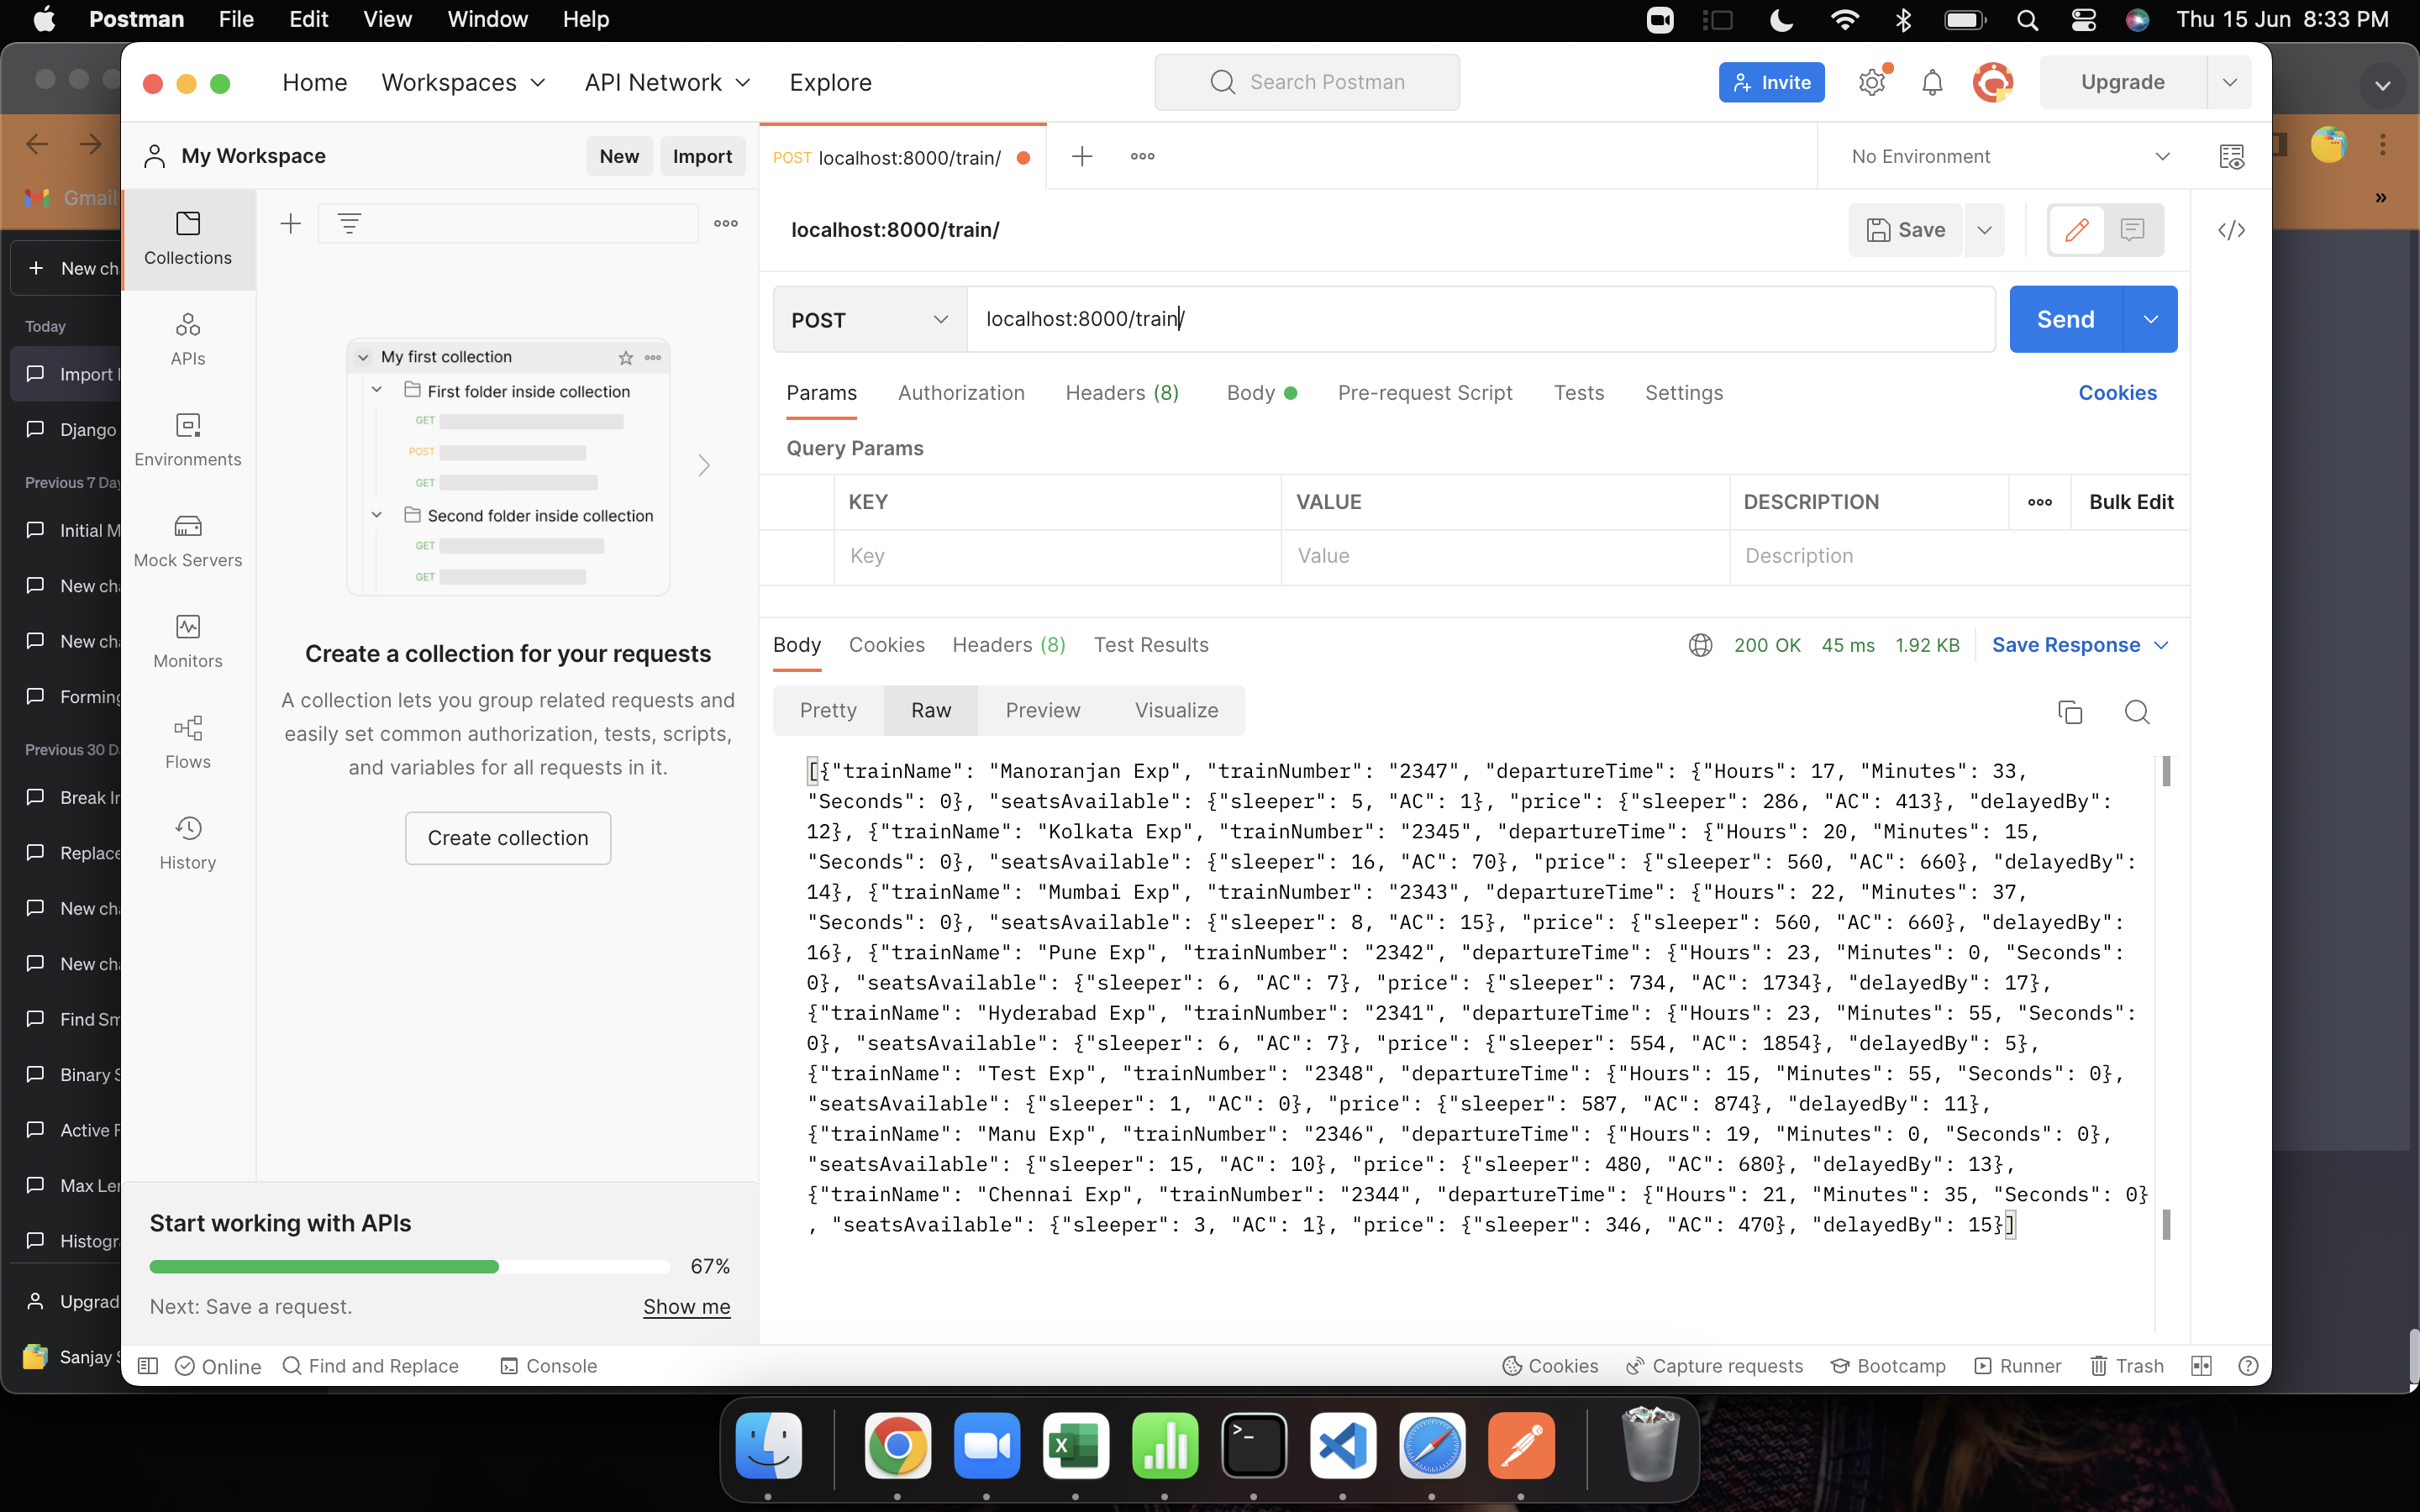 Postman File Edit View Window Help Thu 15 Jun 8:33 PM
Home Workspaces API Network Explore Search Postman Invite Upgrade
My Workspace New Import POST localhost:8000/train/ No Environment
Gmail
Collections
localhost:8000/train/ Save </>
New
Today
POST localhost:8000/train/ Send
APIs
My first collection
Import
First folder inside collection
Params Authorization Headers (8) Body Pre-request Script Tests Settings Cookies
GET
Django
Environments
POST
Query Params
Previous 7
GET
KEY VALUE DESCRIPTION Bulk Edit
Second folder inside collection
Initial
Mock Servers
GET
Key Value Description
GET
New
New
Monitors
Create a collection for your requests
Body Cookies Headers (8) Test Results 200 OK 45 ms 1.92 KB Save Response
A collection lets you group related requests and
easily set common authorization, tests, scripts,
and variables for all requests in it.
Forming
Previous 30
Flows
Pretty Raw Preview Visualize
Break
Create collection
Replace
History
New
New
Find
Binary
Active
Max
[{"trainName": "Manoranjan Exp", "trainNumber": "2347", "departureTime": {"Hours": 17, "Minutes": 33,
"Seconds": 0}, "seatsAvailable": {"sleeper": 5, "AC": 1}, "price": {"sleeper": 286, "AC": 413}, "delayedBy":
12}, {"trainName": "Kolkata Exp", "trainNumber": "2345", "departureTime": {"Hours": 20, "Minutes": 15,
"Seconds": 0}, "seatsAvailable": {"sleeper": 16, "AC": 70}, "price": {"sleeper": 560, "AC": 660}, "delayedBy":
14}, {"trainName": "Mumbai Exp", "trainNumber": "2343", "departureTime": {"Hours": 22, "Minutes": 37,
"Seconds": 0}, "seatsAvailable": {"sleeper": 8, "AC": 15}, "price": {"sleeper": 560, "AC": 660}, "delayedBy":
16}, {"trainName": "Pune Exp", "trainNumber": "2342", "departureTime": {"Hours": 23, "Minutes": 0, "Seconds":
0}, "seatsAvailable": {"sleeper": 6, "AC": 7}, "price": {"sleeper": 734, "AC": 1734}, "delayedBy": 17},
{"trainName": "Hyderabad Exp", "trainNumber": "2341", "departureTime": {"Hours": 23, "Minutes": 55, "Seconds":
0}, "seatsAvailable": {"sleeper": 6, "AC": 7}, "price": {"sleeper": 554, "AC": 1854}, "delayedBy": 5},
{"trainName": "Test Exp", "trainNumber": "2348", "departureTime": {"Hours": 15, "Minutes": 55, "Seconds": 0},
"seatsAvailable": {"sleeper": 1, "AC": 0}, "price": {"sleeper": 587, "AC": 874}, "delayedBy": 11},
{"trainName": "Manu Exp", "trainNumber": "2346", "departureTime": {"Hours": 19, "Minutes": 0, "Seconds": 0},
"seatsAvailable": {"sleeper": 15, "AC": 10}, "price": {"sleeper": 480, "AC": 680}, "delayedBy": 13},
{"trainName": "Chennai Exp", "trainNumber": "2344", "departureTime": {"Hours": 21, "Minutes": 35, "Seconds": 0}
, "seatsAvailable": {"sleeper": 3, "AC": 1}, "price": {"sleeper": 346, "AC": 470}, "delayedBy": 15}]
Start working with APIs
67%
Next: Save a request. Show me
Sanjay
Online Find and Replace Console Cookies Capture requests Bootcamp Runner Trash